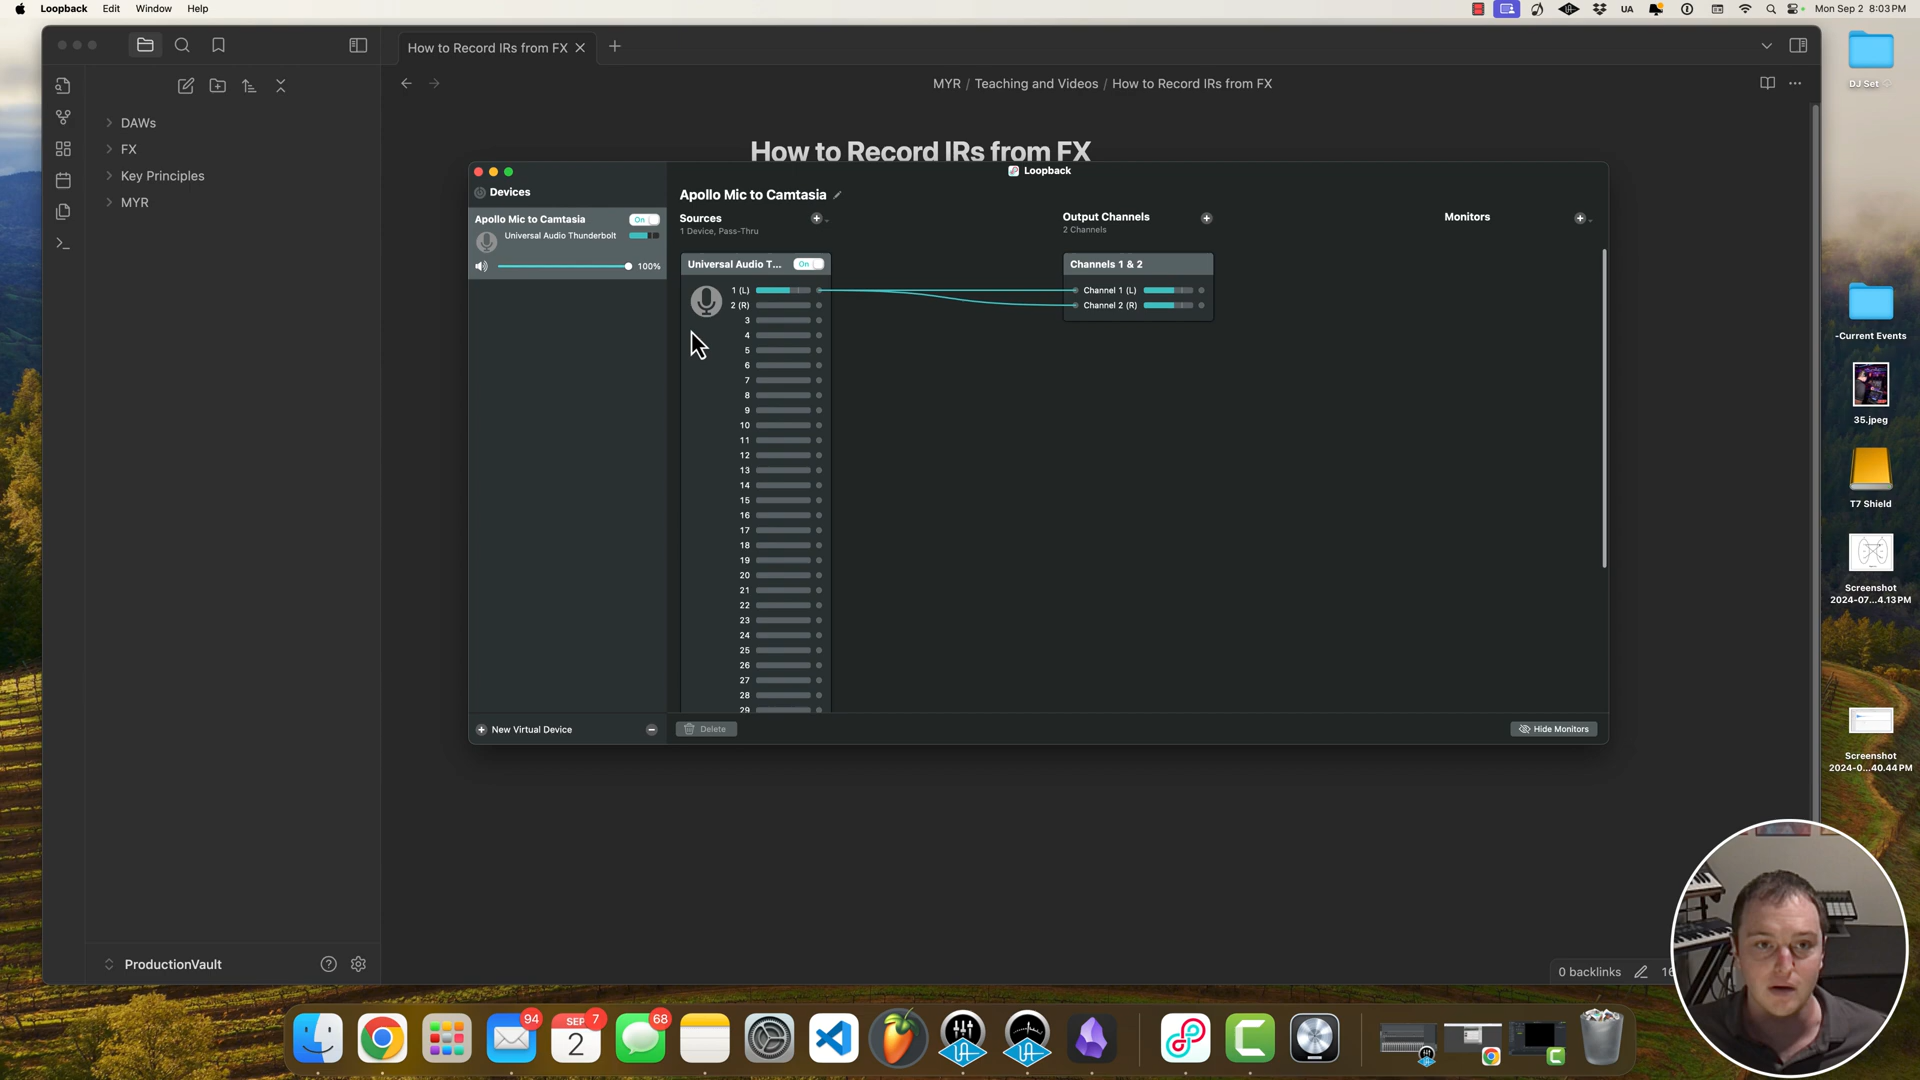 Loopback Edit Window Help
UA
Mon Sep 2 8:03 PM
How to Record IRs from FX
MYR / Teaching and Videos / How to Record IRs from FX
DAWs
FX
Key Principles
MYR
How to Record IRs from FX
Loopback
Devices
Apollo Mic to Camtasia
On
Universal Audio Thunderbolt
100%
Apollo Mic to Camtasia
Sources
1 Device, Pass-Thru
Output Channels
2 Channels
Monitors
Universal Audio T...
On
1 (L)
2 (R)
3
4
5
6
7
8
9
10
11
12
13
14
15
16
17
18
19
20
21
22
23
24
25
26
27
28
29
Channels 1 & 2
Channel 1 (L)
Channel 2 (R)
New Virtual Device
Delete
Hide Monitors
ProductionVault
0 backlinks
DJ Set
-Current Events
35.jpeg
T7 Shield
Screenshot
2024-07...4.13 PM
Screenshot
2024-0...40.44 PM
94
SEP
7
2
68